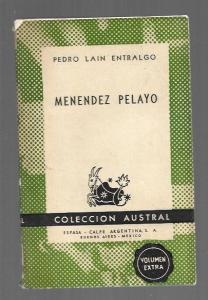 PEDRO LAIN ENTRALGO
MENENDEZ PELAYO
COLECCION AUSTRAL
ESPASA - CALPE ARGENTINA, S. A.
BUENOS AIRES - MEXICO
VOLUMEN
EXTRA